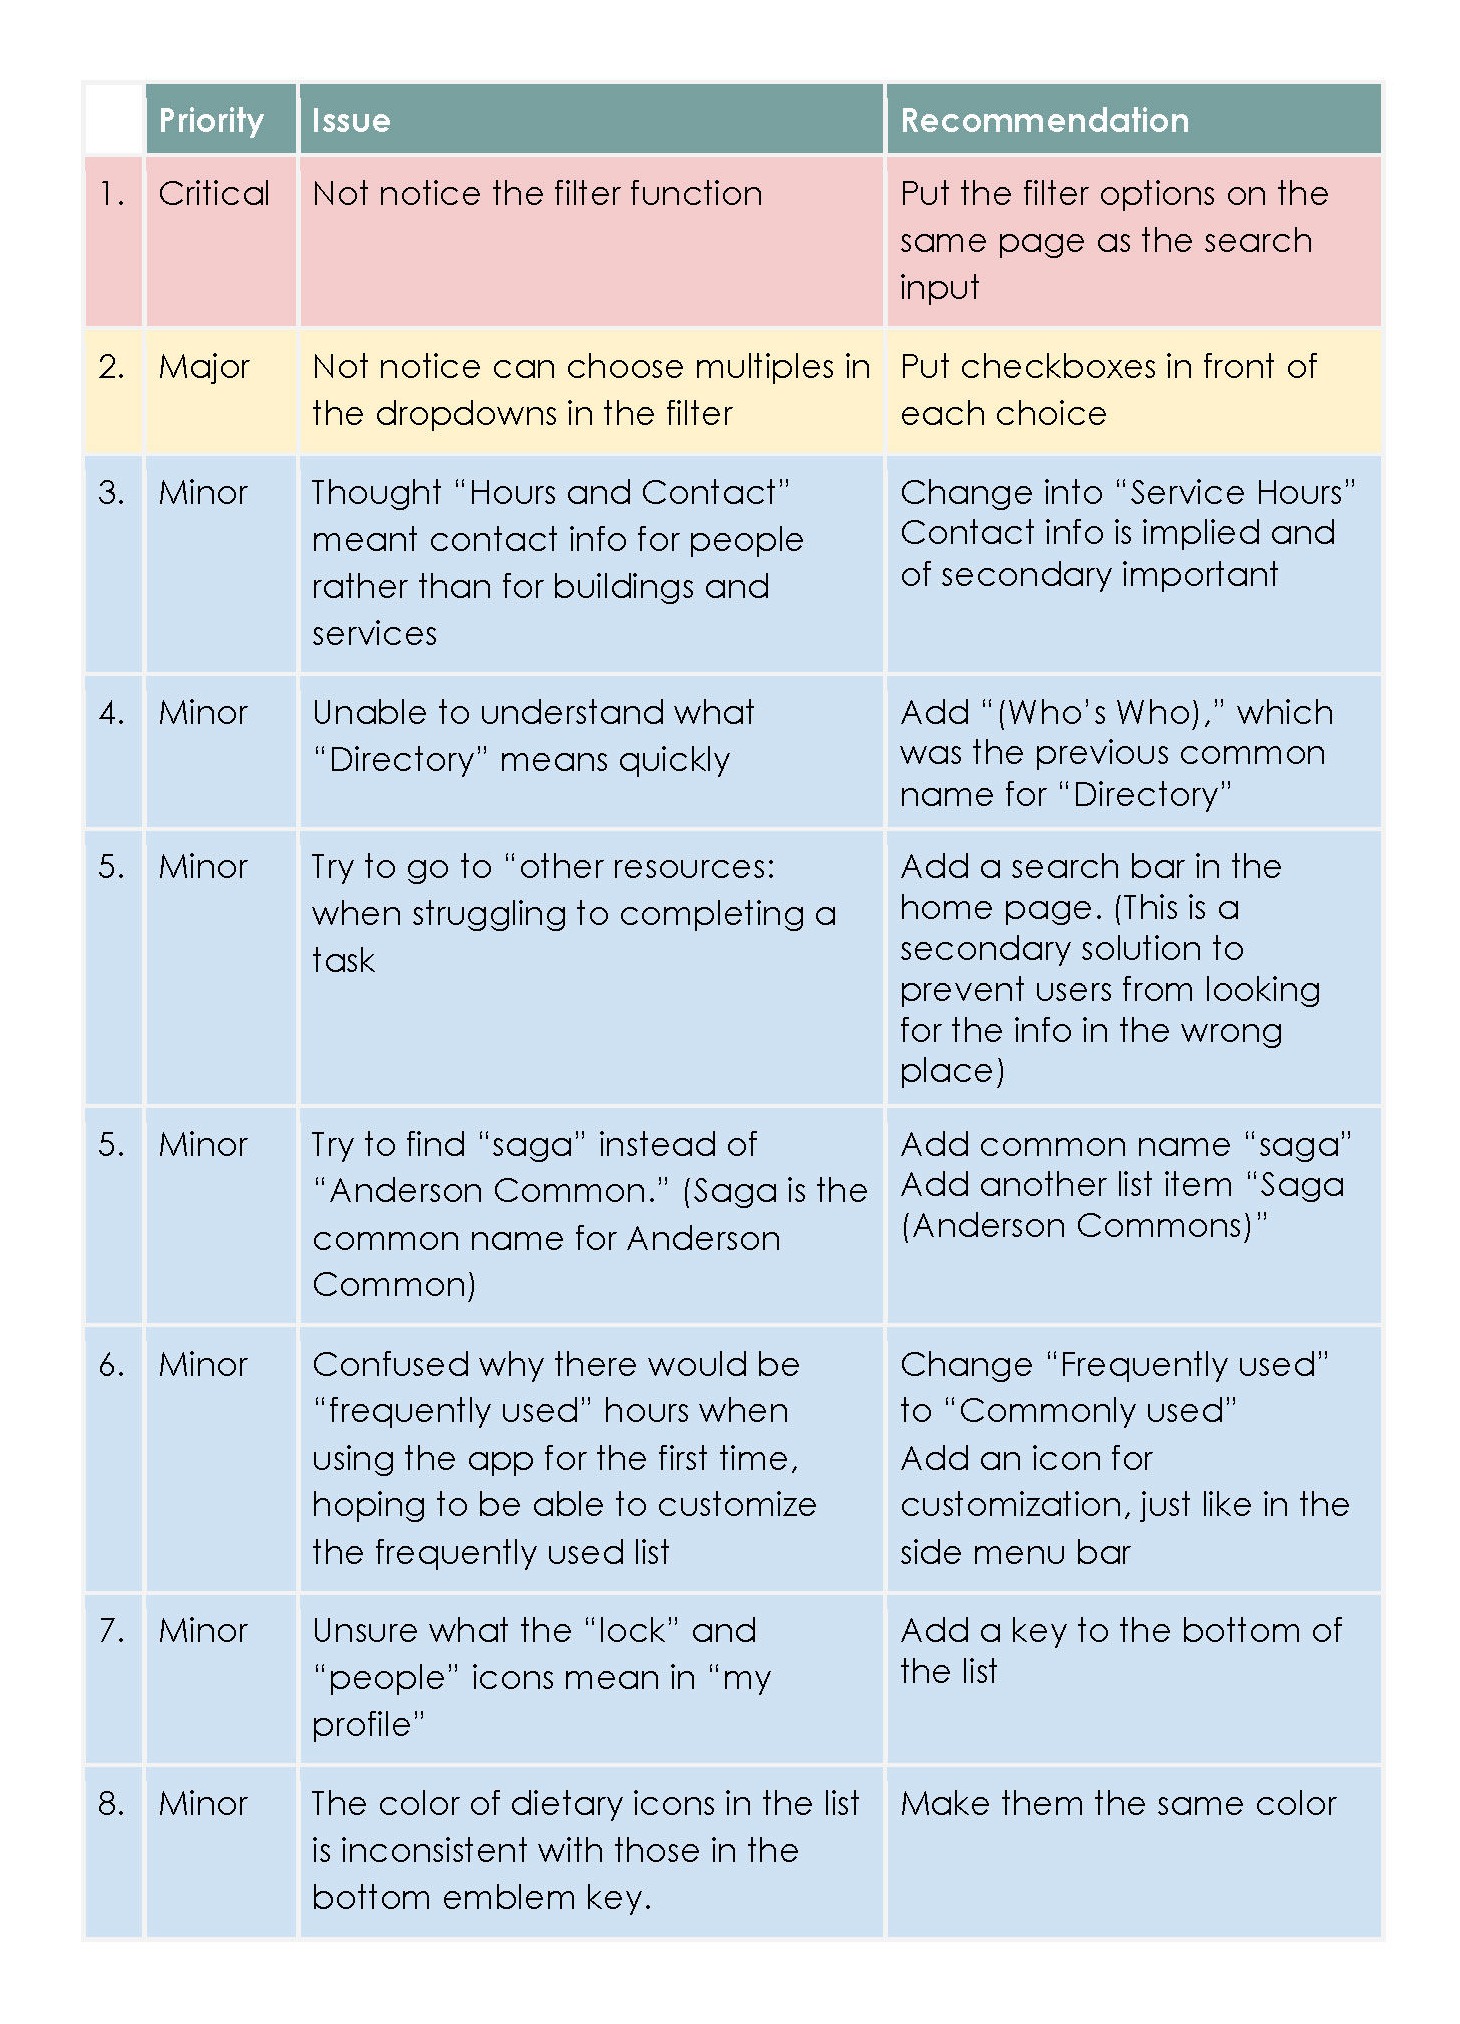 Priority Issue Recommendation
1. Critical Not notice the filter function Put the filter options on the
same page as the search
input
2. Major Not notice can choose multiples in Put checkboxes in front of
the dropdowns in the filter each choice
3. Minor Thought “Hours and Contact” Change into “Service Hours”
meant contact info for people Contact info is implied and
rather than for buildings and of secondary important
services
4. Minor Unable to understand what Add “(Who’s Who),” which
“Directory” means quickly was the previous common
name for “Directory”
5. Minor Try to go to “other resources: Add a search bar in the
when struggling to completing a home page. (This is a
task secondary solution to
prevent users from looking
for the info in the wrong
place)
5. Minor Try to find “saga” instead of Add common name “saga”
“Anderson Common.” (Saga is the Add another list item “Saga
common name for Anderson (Anderson Commons)”
Common)
6. Minor Confused why there would be Change “Frequently used”
“frequently used” hours when to “Commonly used”
using the app for the first time, Add an icon for
hoping to be able to customize customization, just like in the
the frequently used list side menu bar
7. Minor Unsure what the “lock” and Add a key to the bottom of
“people” icons mean in “my the list
profile”
8. Minor The color of dietary icons in the list Make them the same color
is inconsistent with those in the
bottom emblem key.